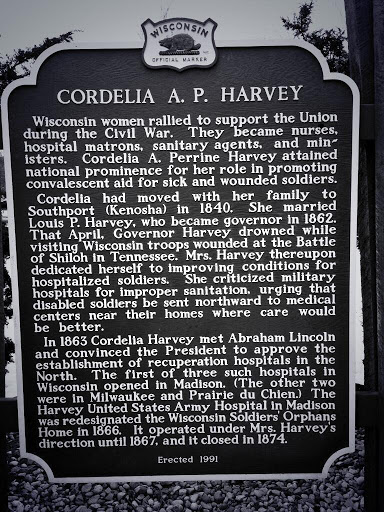 WISCONSIN
OFFICIAL MARKER
CORDELIA A. P. HARVEY
Wisconsin women rallied to support the Union
during the Civil War. They became nurses,
hospital matrons, sanitary agents, and min-
isters. Cordelia A. Perrine Harvey attained
national prominence for her role in promoting
convalescent aid for sick and wounded soldiers.
Cordelia had moved with her family to
Southport (Kenosha) in 1840. She married
Louis P. Harvey, who became governor in 1862.
That April, Governor Harvey drowned while
visiting Wisconsin troops wounded at the Battle
of Shiloh in Tennessee. Mrs. Harvey thereupon
dedicated herself to improving conditions for
hospitalized soldiers. She criticized military
hospitals for improper sanitation, urging that
disabled soldiers be sent northward to medical
centers near their homes where care would
be better.
In 1863 Cordelia Harvey met Abraham Lincoln
and convinced the President to approve the
establishment of recuperation hospitals in the
North. The first of three such hospitals in
Wisconsin opened in Madison. (The other two
were in Milwaukee and Prairie du Chien.) The
Harvey United States Army Hospital in Madison
was redesignated the Wisconsin Soldiers' Orphans
Home in 1866. It operated under Mrs. Harvey's
direction until 1867, and it closed in 1874.
Erected 1991